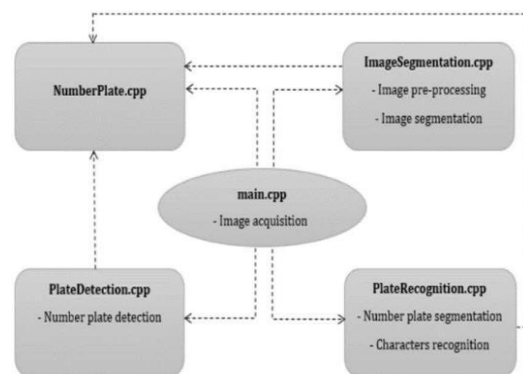 NumberPlate.cpp
ImageSegmentation.cpp
- Image pre-processing
- Image segmentation
main.cpp
- Image acquisition
PlateDetection.cpp
- Number plate detection
PlateRecognition.cpp
- Number plate segmentation
- Characters recognition